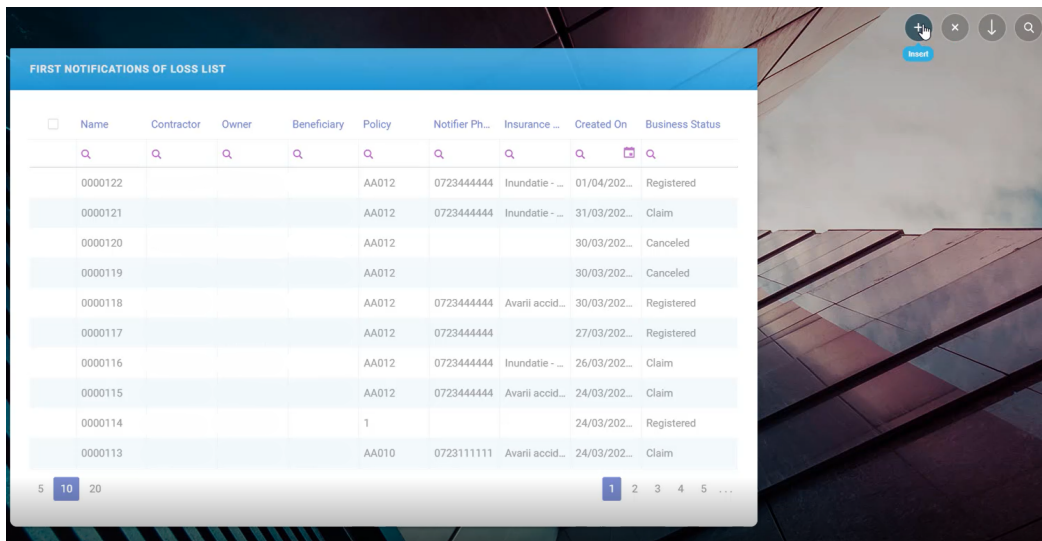 Insert
FIRST NOTIFICATIONS OF LOSS LIST
Name Contractor Owner Beneficiary Policy Notifier Ph... Insurance ... Created On Business Status
0000122 AA012 0723444444 Inundatie - ... 01/04/202... Registered
0000121 AA012 0723444444 Inundatie - ... 31/03/202... Claim
0000120 AA012 30/03/202... Canceled
0000119 AA012 30/03/202... Canceled
0000118 AA012 0723444444 Avarii accid... 30/03/202... Registered
0000117 AA012 0723444444 27/03/202... Registered
0000116 AA012 0723444444 Inundatie - ... 26/03/202... Claim
0000115 AA012 0723444444 Avarii accid... 24/03/202... Claim
0000114 1 24/03/202... Registered
0000113 AA010 0723111111 Avarii accid... 24/03/202... Claim
5 10 20 1 2 3 4 5 ...